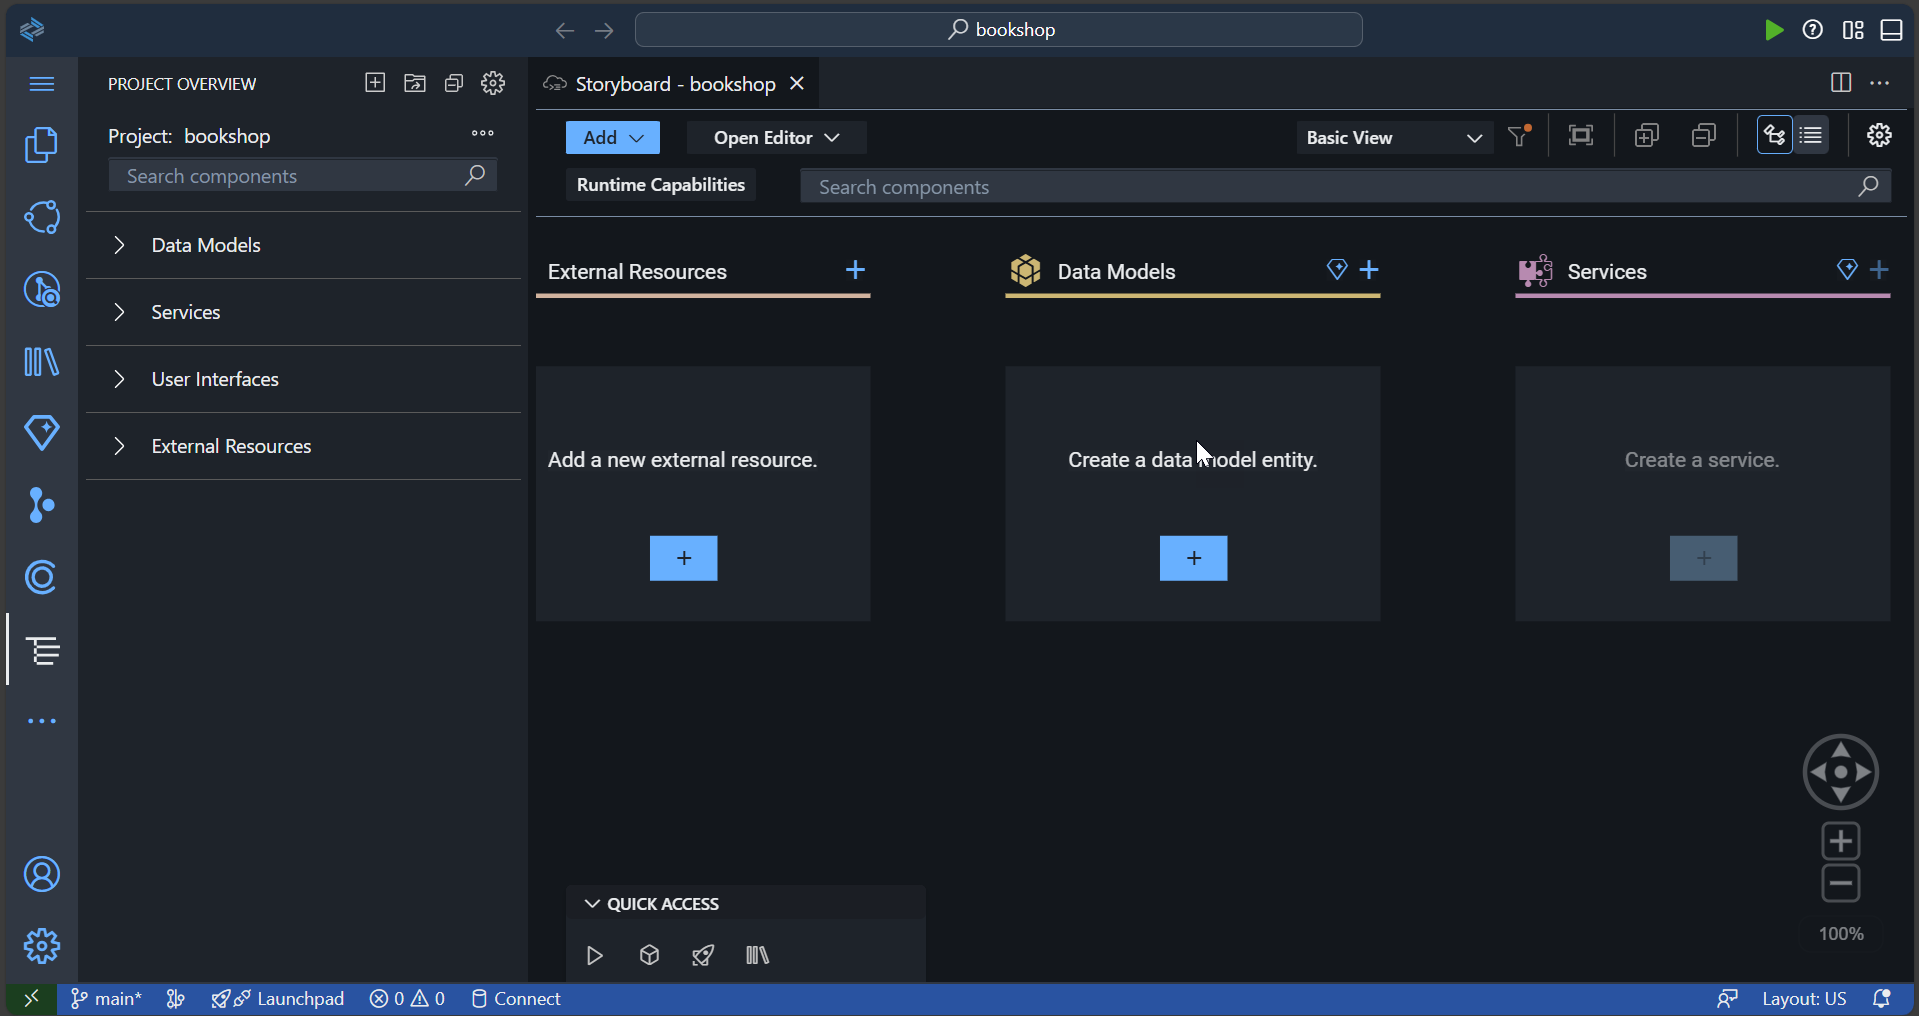 bookshop
PROJECT OVERVIEW
Storyboard - bookshop
Project: bookshop
Search components
Add
Open Editor
Basic View
Runtime Capabilities
Search components
Data Models
Services
User Interfaces
External Resources
External Resources
Data Models
Services
Add a new external resource.
Create a data model entity.
Create a service.
100%
QUICK ACCESS
main*
Launchpad
0
0
Connect
Layout: US